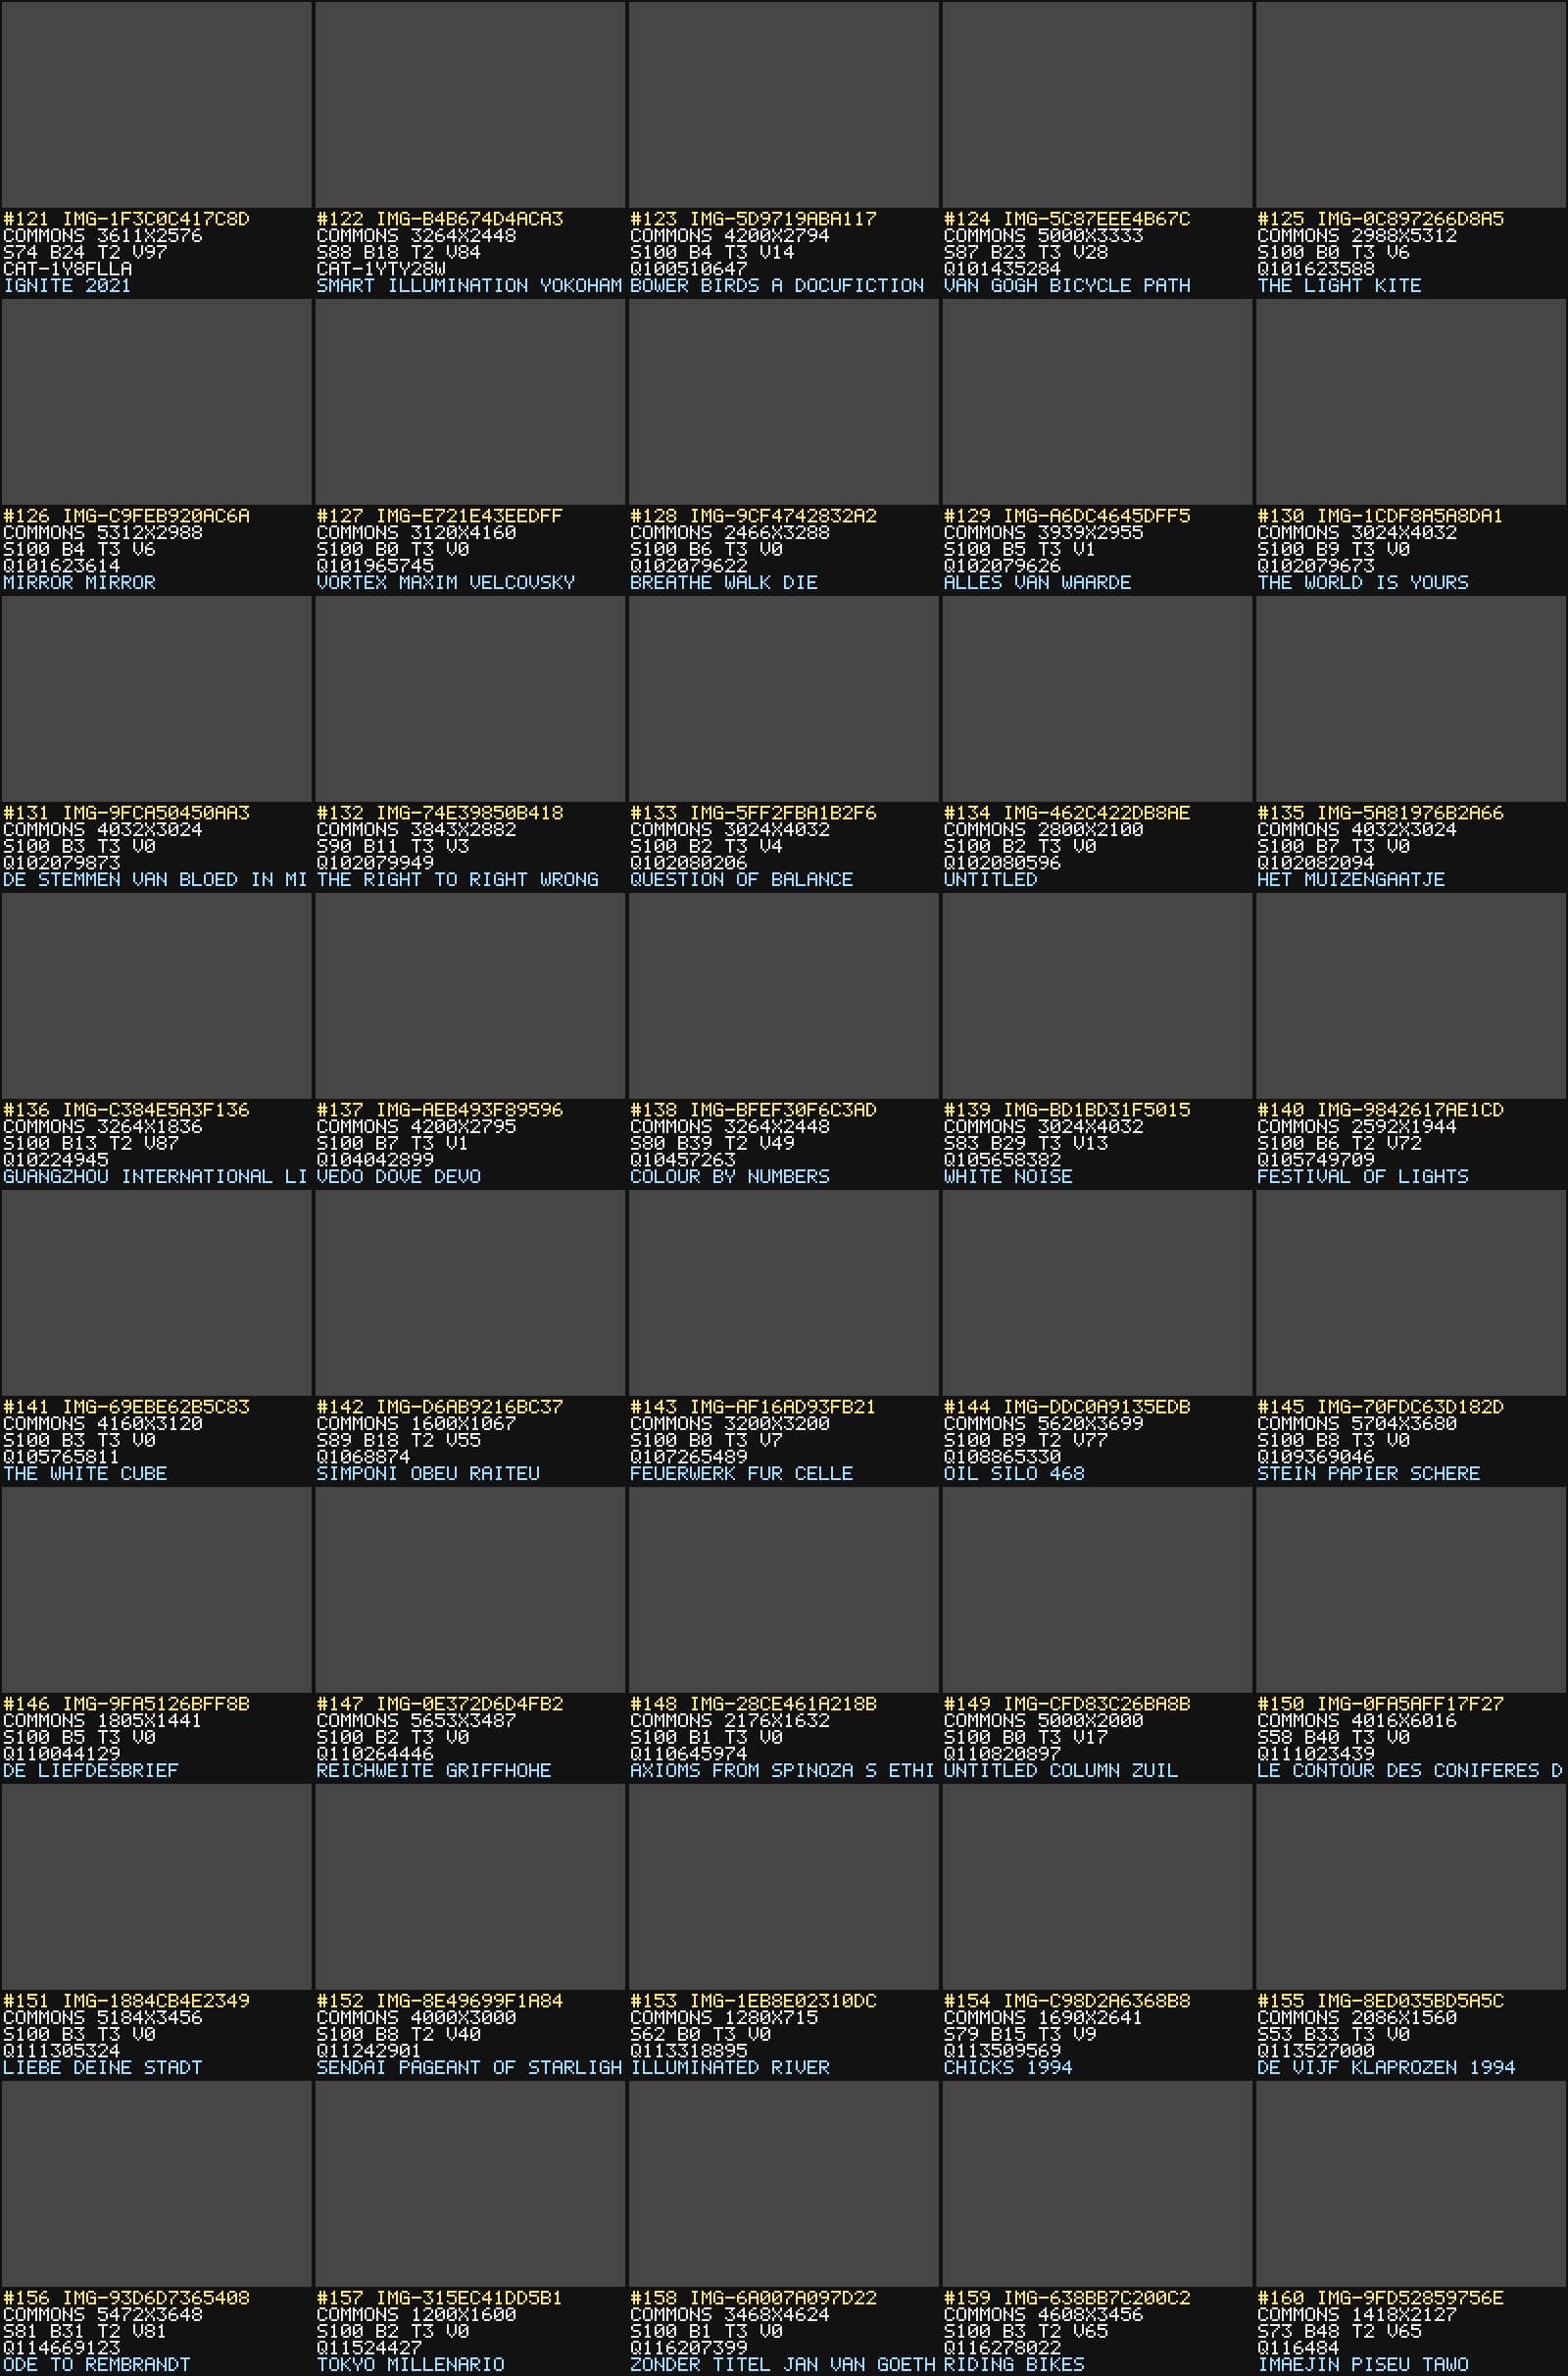 #121 IMG-1F3C0C417C8D
COMMONS 3611X2576
S74 B24 T2 V97
CAT-1Y8FLLA
IGNITE 2021
#122 IMG-B4B674D4ACA3
COMMONS 3264X2448
S88 B18 T2 V84
CAT-1YTY28W
SMART ILLUMINATION YOKOHAM
#123 IMG-5D9719ABA117
COMMONS 4200X2794
S100 B4 T3 V14
Q100510647
BOWER BIRDS A DOCUFICTION
#124 IMG-5C87EEE4B67C
COMMONS 5000X3333
S87 B23 T3 V28
Q101435284
VAN GOGH BICYCLE PATH
#125 IMG-0C897266D8A5
COMMONS 2988X5312
S100 B0 T3 V6
Q101623588
THE LIGHT KITE
#126 IMG-C9FEB920AC6A
COMMONS 5312X2988
S100 B4 T3 V6
Q101623614
MIRROR MIRROR
#127 IMG-E721E43EEDFF
COMMONS 3120X4160
S100 B0 T3 V0
Q101965745
VORTEX MAXIM VELCOVSKY
#128 IMG-9CF4742832A2
COMMONS 2466X3288
S100 B6 T3 V0
Q102079622
BREATHE WALK DIE
#129 IMG-A6DC4645DFF5
COMMONS 3939X2955
S100 B5 T3 V1
Q102079626
ALLES VAN WAARDE
#130 IMG-1CDF8A5A8DA1
COMMONS 3024X4032
S100 B9 T3 V0
Q102079673
THE WORLD IS YOURS
#131 IMG-9FCA50450AA3
COMMONS 4032X3024
S100 B3 T3 V0
Q102079873
DE STEMMEN VAN BLOED IN MI
#132 IMG-74E39850B418
COMMONS 3843X2882
S90 B11 T3 V3
Q102079949
THE RIGHT TO RIGHT WRONG
#133 IMG-5FF2FBA1B2F6
COMMONS 3024X4032
S100 B2 T3 V4
Q102080206
QUESTION OF BALANCE
#134 IMG-462C422DB8AE
COMMONS 2800X2100
S100 B2 T3 V0
Q102080596
UNTITLED
#135 IMG-5A81976B2A66
COMMONS 4032X3024
S100 B7 T3 V0
Q102082094
HET MUIZENGAATJE
#136 IMG-C384E5A3F136
COMMONS 3264X1836
S100 B13 T2 V87
Q10224945
GUANGZHOU INTERNATIONAL LI
#137 IMG-AEB493F89596
COMMONS 4200X2795
S100 B7 T3 V1
Q104042899
VEDO DOVE DEVO
#138 IMG-BFEF30F6C3AD
COMMONS 3264X2448
S80 B39 T2 V49
Q10457263
COLOUR BY NUMBERS
#139 IMG-BD1BD31F5015
COMMONS 3024X4032
S83 B29 T3 V13
Q105658382
WHITE NOISE
#140 IMG-9842617AE1CD
COMMONS 2592X1944
S100 B6 T2 V72
Q105749709
FESTIVAL OF LIGHTS
#141 IMG-69EBE62B5C83
COMMONS 4160X3120
S100 B3 T3 V0
Q105765811
THE WHITE CUBE
#142 IMG-D6AB9216BC37
COMMONS 1600X1067
S89 B18 T2 V55
Q1068874
SIMPONI OBEU RAITEU
#143 IMG-AF16AD93FB21
COMMONS 3200X3200
S100 B0 T3 V7
Q107265489
FEUERWERK FUR CELLE
#144 IMG-DDC0A9135EDB
COMMONS 5620X3699
S100 B9 T2 V77
Q108865330
OIL SILO 468
#145 IMG-70FDC63D182D
COMMONS 5704X3680
S100 B8 T3 V0
Q109369046
STEIN PAPIER SCHERE
#146 IMG-9FA5126BFF8B
COMMONS 1805X1441
S100 B5 T3 V0
Q110044129
DE LIEFDESBRIEF
#147 IMG-0E372D6D4FB2
COMMONS 5653X3487
S100 B2 T3 V0
Q110264446
REICHWEITE GRIFFHOHE
#148 IMG-28CE461A218B
COMMONS 2176X1632
S100 B1 T3 V0
Q110645974
AXIOMS FROM SPINOZA S ETHI
#149 IMG-CFD83C26BA8B
COMMONS 5000X2000
S100 B0 T3 V17
Q110820897
UNTITLED COLUMN ZUIL
#150 IMG-0FA5AFF17F27
COMMONS 4016X6016
S58 B40 T3 V0
Q111023439
LE CONTOUR DES CONIFERES D
#151 IMG-1884CB4E2349
COMMONS 5184X3456
S100 B3 T3 V0
Q111305324
LIEBE DEINE STADT
#152 IMG-8E49699F1A84
COMMONS 4000X3000
S100 B8 T2 V40
Q11242901
SENDAI PAGEANT OF STARLIGH
#153 IMG-1EB8E02310DC
COMMONS 1280X715
S62 B0 T3 V0
Q113318895
ILLUMINATED RIVER
#154 IMG-C98D2A6368B8
COMMONS 1690X2641
S79 B15 T3 V9
Q113509569
CHICKS 1994
#155 IMG-8ED035BD5A5C
COMMONS 2086X1560
S53 B33 T3 V0
Q113527000
DE VIJF KLAPROZEN 1994
#156 IMG-93D6D7365408
COMMONS 5472X3648
S81 B31 T2 V81
Q114669123
ODE TO REMBRANDT
#157 IMG-315EC41DD5B1
COMMONS 1200X1600
S100 B2 T3 V0
Q11524427
TOKYO MILLENARIO
#158 IMG-6A007A097D22
COMMONS 3468X4624
S100 B1 T3 V0
Q116207399
ZONDER TITEL JAN VAN GOETH
#159 IMG-638BB7C200C2
COMMONS 4608X3456
S100 B3 T2 V65
Q116278022
RIDING BIKES
#160 IMG-9FD52859756E
COMMONS 1418X2127
S73 B48 T2 V65
Q116484
IMAEJIN PISEU TAWO